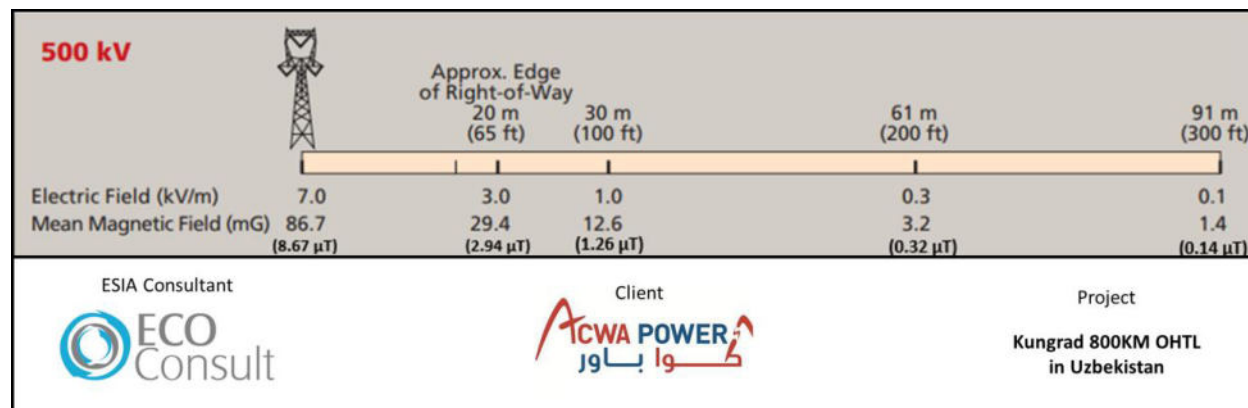 500 kV
Approx. Edge
of Right-of-Way
20 m 30 m 61 m 91 m
(65 ft) (100 ft) (200 ft) (300 ft)
Electric Field (kV/m) 7.0 3.0 1.0 0.3 0.1
Mean Magnetic Field (mG) 86.7 29.4 12.6 3.2 1.4
(8.67 µT) (2.94 µT) (1.26 µT) (0.32 µT) (0.14 µT)
ESIA Consultant
ECO
Consult
Client
ACWA POWER
أكوا باور
Project
Kungrad 800KM OHTL
in Uzbekistan